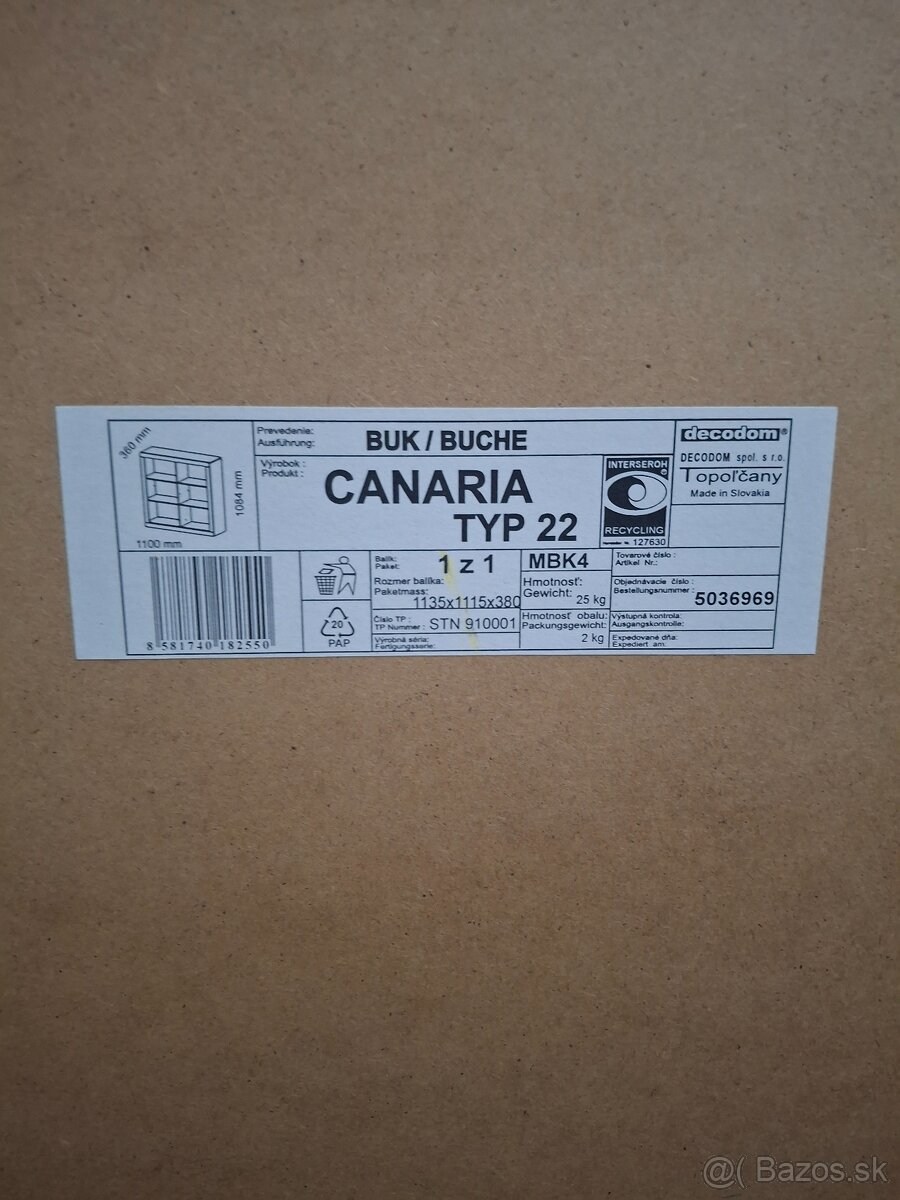 360 mm
1084 mm
1100 mm
Prevedenie:
Ausführung:
BUK / BUCHE
Výrobok :
Produkt :
CANARIA
TYP 22
INTERSEROH
®
RECYCLING
Hersteller Nr. 127630
decodom®
DECODOM spol. s r.o.
Topoľčany
Made in Slovakia
8 581740 182550
20
PAP
Balík:
Paket:
1 z 1
Rozmer balíka:
Paketmass:
1135x1115x380
Číslo TP :
TP Nummer :
STN 910001
Výrobná séria:
Fertigungsserie:
MBK4
Hmotnosť:
Gewicht: 25 kg
Hmotnosť obalu:
Packungsgewicht:
2 kg
Tovarové číslo :
Artikel Nr.:
Objednávacie číslo :
Bestellungsnummer :
5036969
Výstupná kontrola:
Ausgangskontrolle:
Expedované dňa:
Expediert am:
@( Bazos.sk